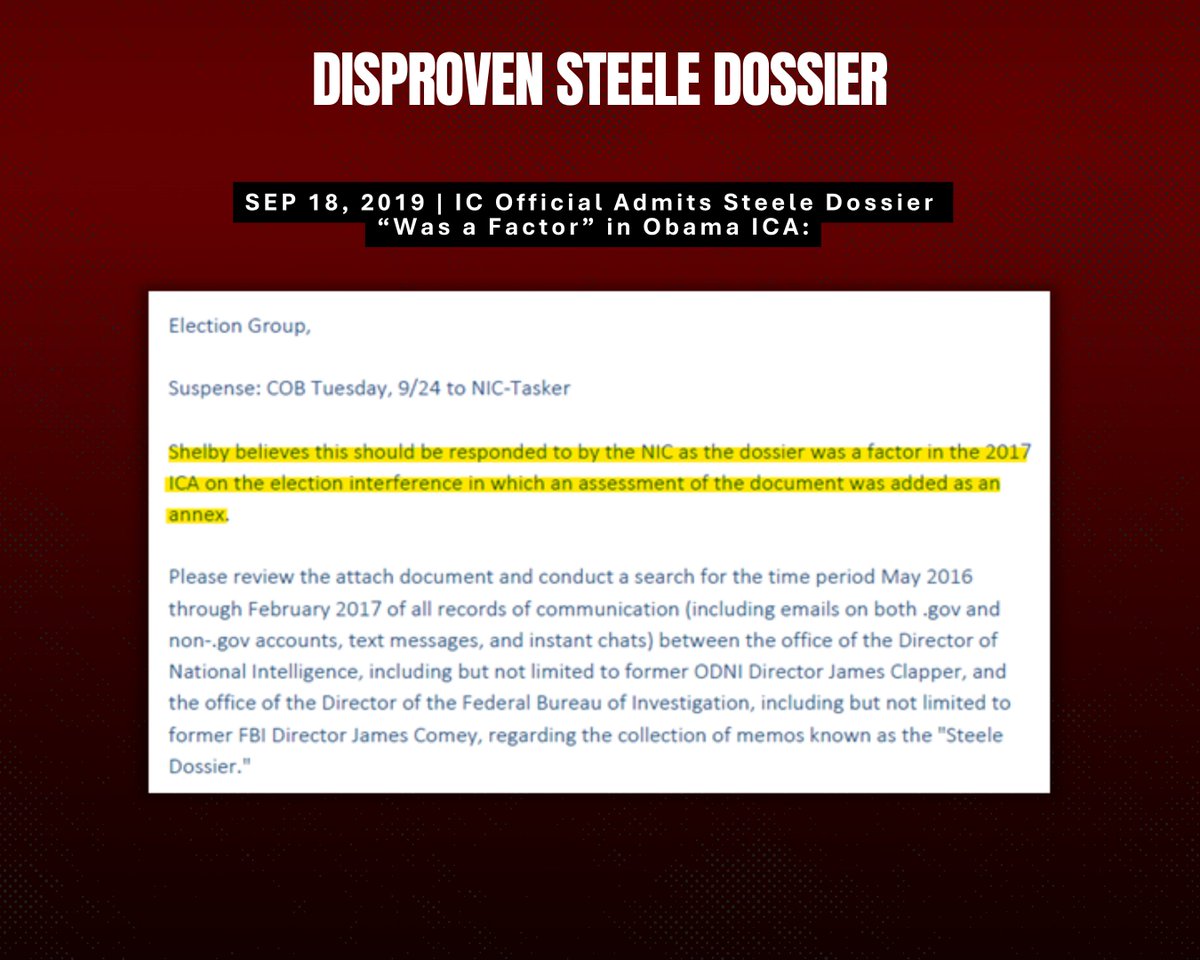 DISPROVEN STEELE DOSSIER
SEP 18, 2019 | IC Official Admits Steele Dossier
“Was a Factor” in Obama ICA:
Election Group,
Suspense: COB Tuesday, 9/24 to NIC-Tasker
Shelby believes this should be responded to by the NIC as the dossier was a factor in the 2017
ICA on the election interference in which an assessment of the document was added as an
annex.
Please review the attach document and conduct a search for the time period May 2016
through February 2017 of all records of communication (including emails on both .gov and
non-.gov accounts, text messages, and instant chats) between the office of the Director of
National Intelligence, including but not limited to former ODNI Director James Clapper, and
the office of the Director of the Federal Bureau of Investigation, including but not limited to
former FBI Director James Comey, regarding the collection of memos known as the "Steele
Dossier."